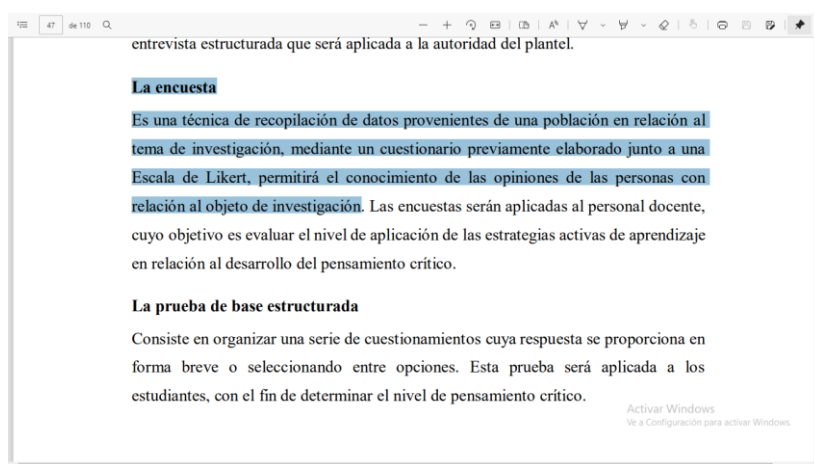 47 de 110
entrevista estructurada que será aplicada a la autoridad del plantel.
La encuesta
Es una técnica de recopilación de datos provenientes de una población en relación al
tema de investigación, mediante un cuestionario previamente elaborado junto a una
Escala de Likert, permitirá el conocimiento de las opiniones de las personas con
relación al objeto de investigación. Las encuestas serán aplicadas al personal docente,
cuyo objetivo es evaluar el nivel de aplicación de las estrategias activas de aprendizaje
en relación al desarrollo del pensamiento crítico.
La prueba de base estructurada
Consiste en organizar una serie de cuestionamientos cuya respuesta se proporciona en
forma breve o seleccionando entre opciones. Esta prueba será aplicada a los
estudiantes, con el fin de determinar el nivel de pensamiento crítico.
Activar Windows
Ve a Configuración para activar Windows.